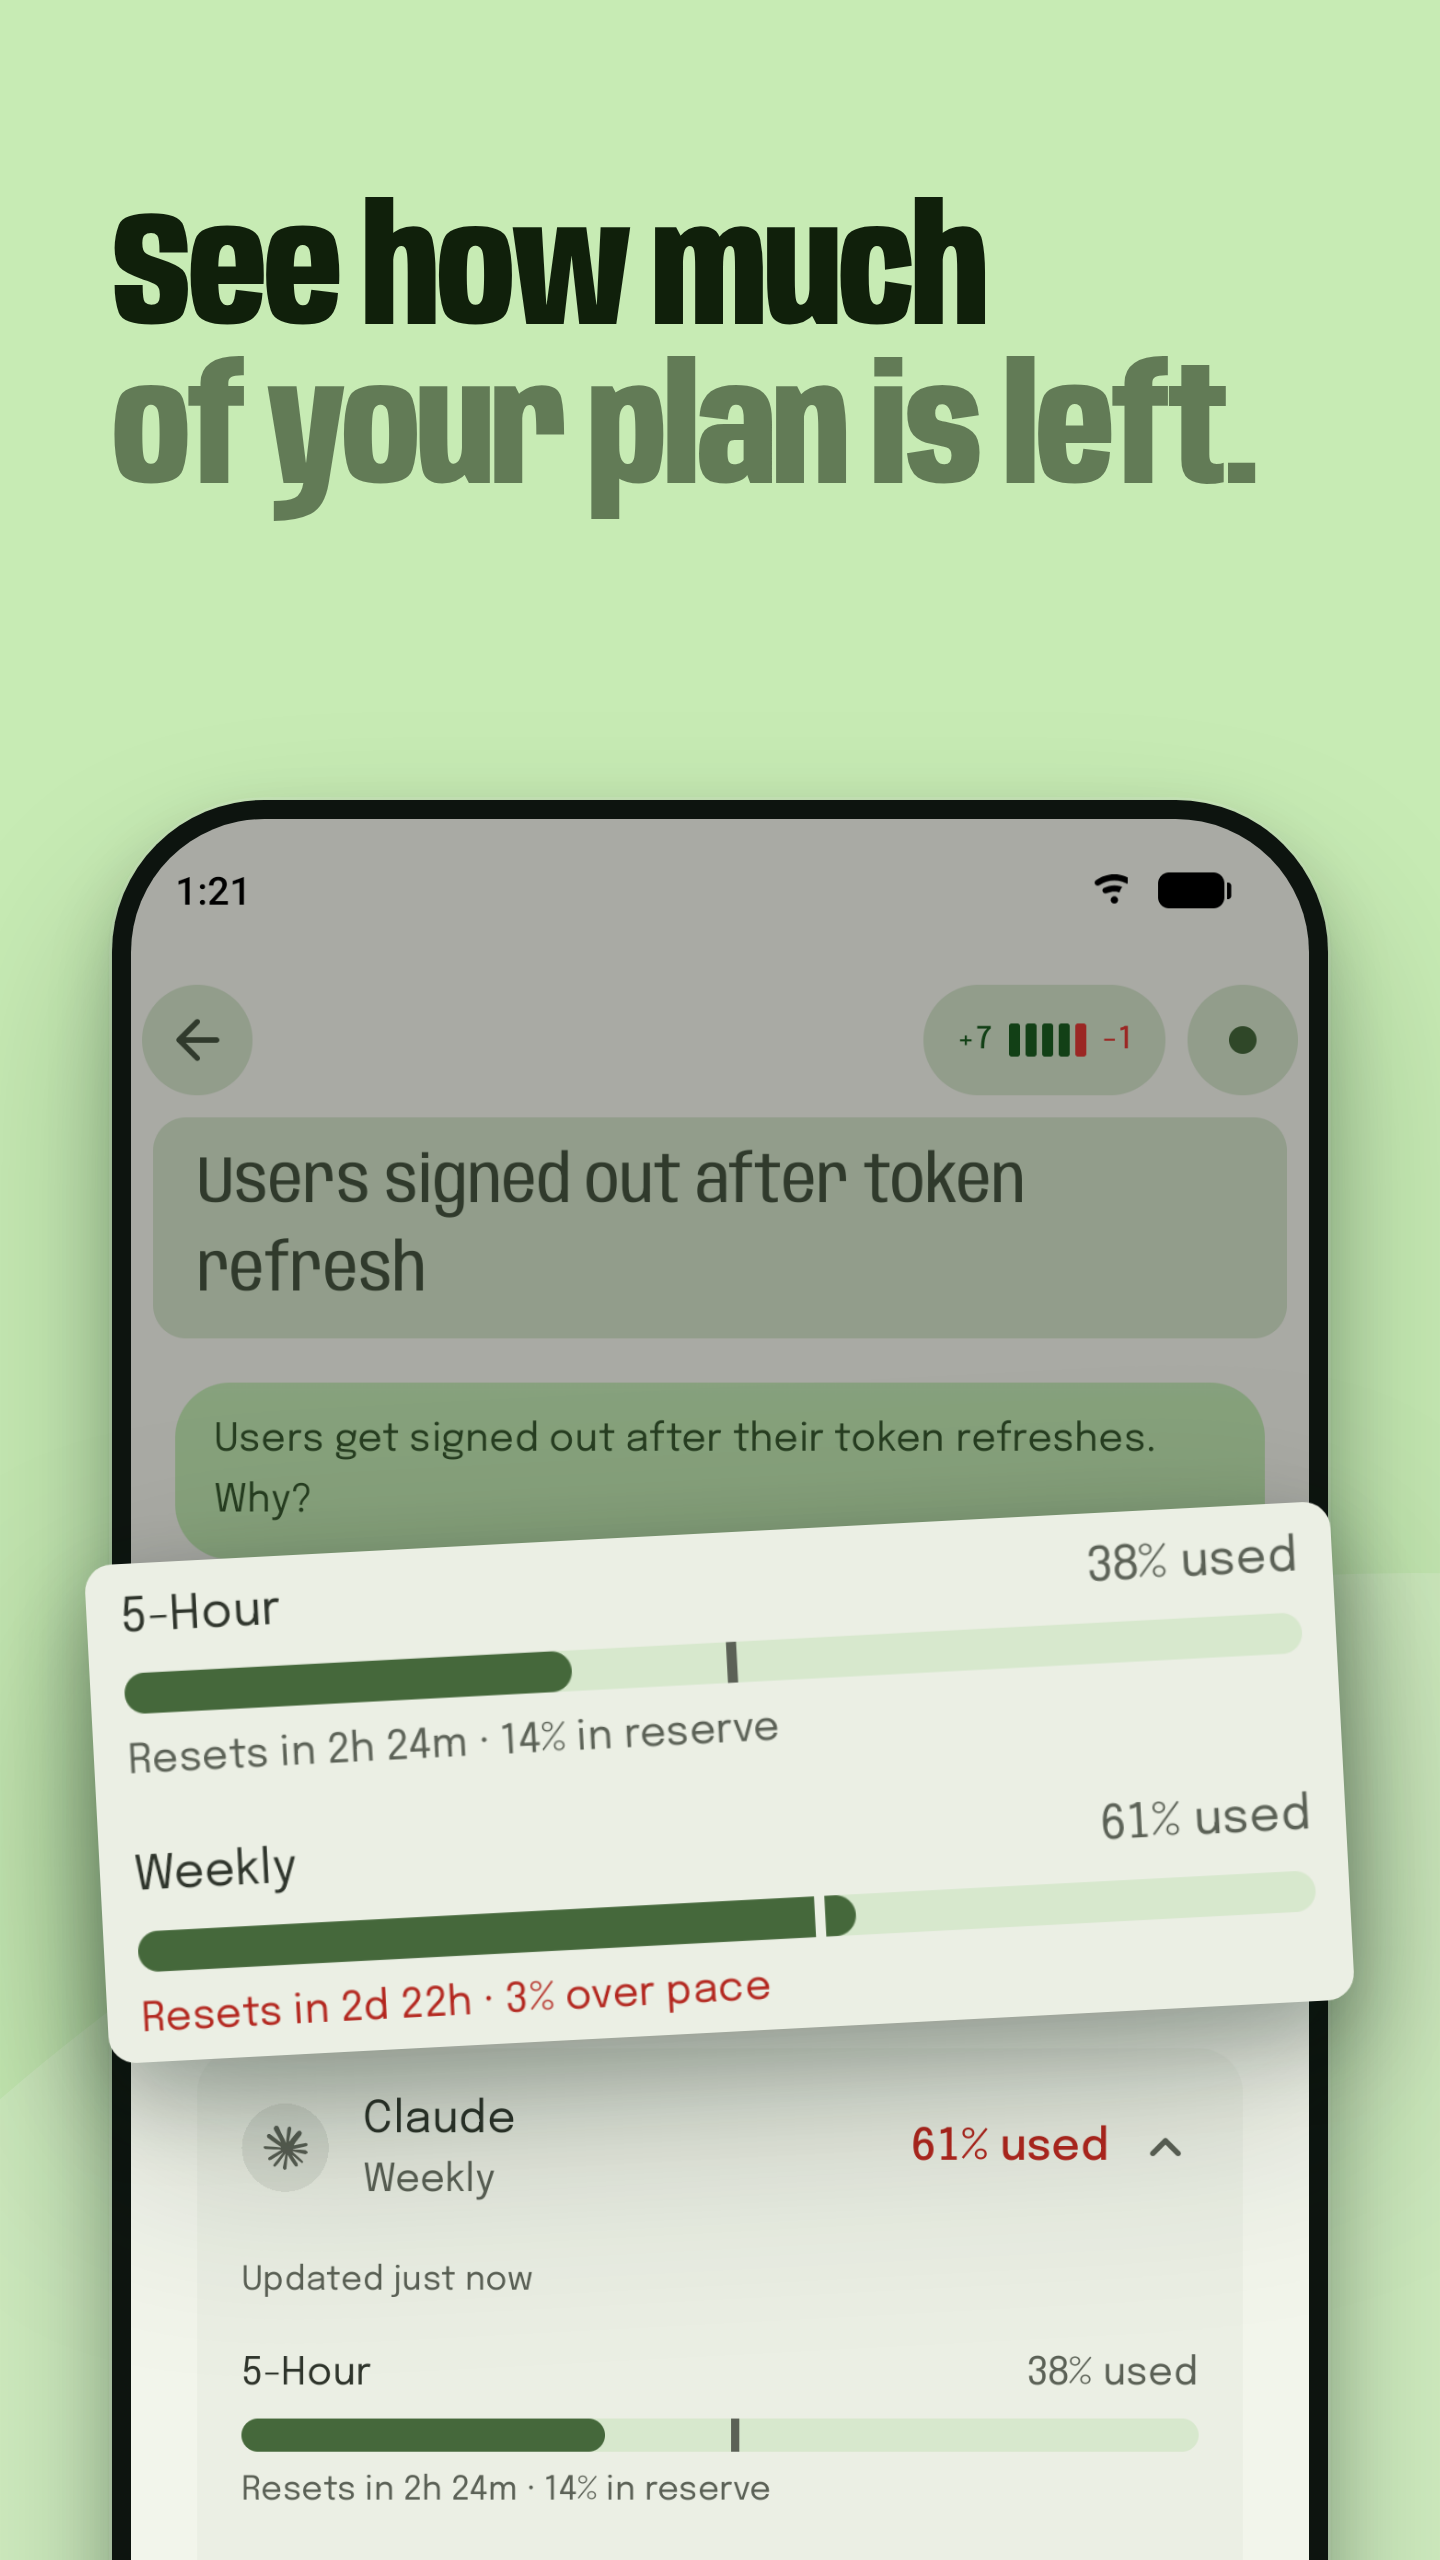 See how much
of your plan is left.
1:21
+7 -1
Users signed out after token
refresh
Users get signed out after their token refreshes.
Why?
5-Hour 38% used
Resets in 2h 24m · 14% in reserve
Weekly 61% used
Resets in 2d 22h · 3% over pace
Claude
Weekly
61% used
Updated just now
5-Hour 38% used
Resets in 2h 24m · 14% in reserve